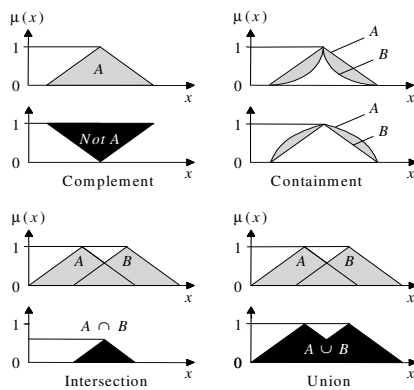 μ(x)
1
A
0
x
1
Not A
0
x
Complement
μ(x)
1
A
B
0
x
A
1
B
0
x
Containment
μ(x)
1
A
B
0
x
1
A ∩ B
0
x
Intersection
μ(x)
1
A
B
0
x
1
A ∪ B
0
x
Union